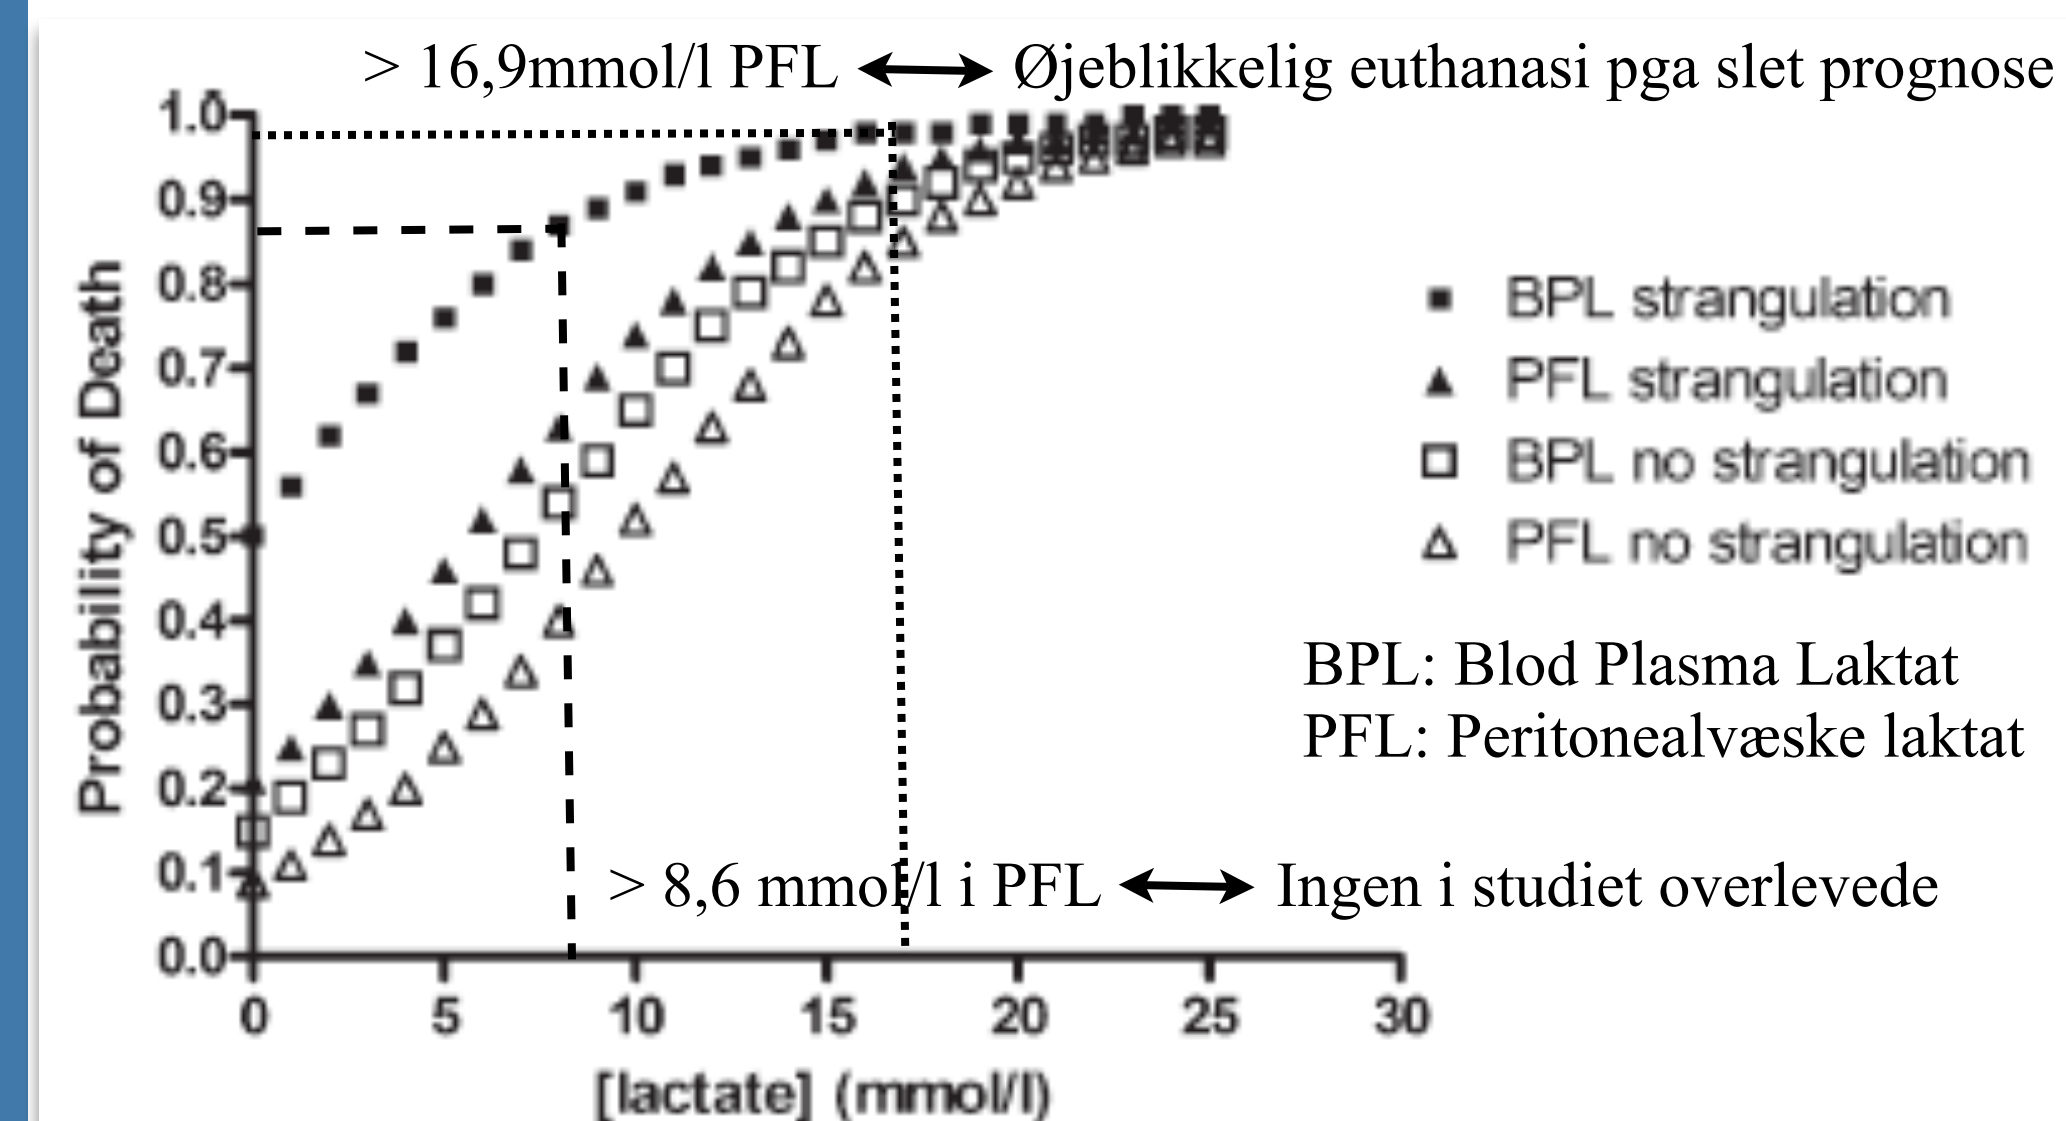 > 16,9mmol/l PFL ⟷ Øjeblikkelig euthanasi pga slet prognose
1.0
0.9
0.8
0.7
0.6
0.5
0.4
0.3
0.2
0.1
0.0
Probability of Death
BPL strangulation
PFL strangulation
BPL no strangulation
PFL no strangulation
BPL: Blod Plasma Laktat
PFL: Peritonealvæske laktat
> 8,6 mmol/l i PFL ⟷ Ingen i studiet overlevede
0 5 10 15 20 25 30
[lactate] (mmol/l)